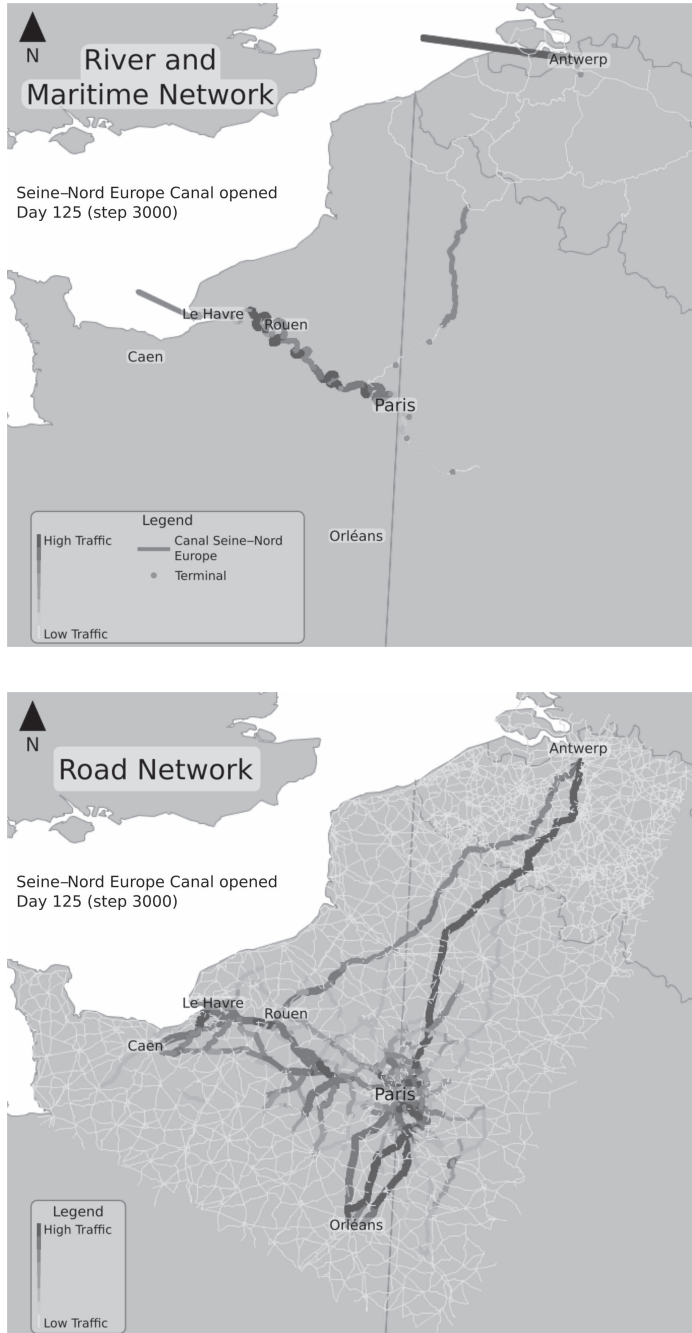 N
River and
Maritime Network
Antwerp
Seine–Nord Europe Canal opened
Day 125 (step 3000)
Le Havre
Rouen
Caen
Paris
Orléans
Legend
High Traffic
Canal Seine–Nord
Europe
Terminal
Low Traffic
N
Road Network
Antwerp
Seine–Nord Europe Canal opened
Day 125 (step 3000)
Le Havre
Rouen
Caen
Paris
Orléans
Legend
High Traffic
Low Traffic